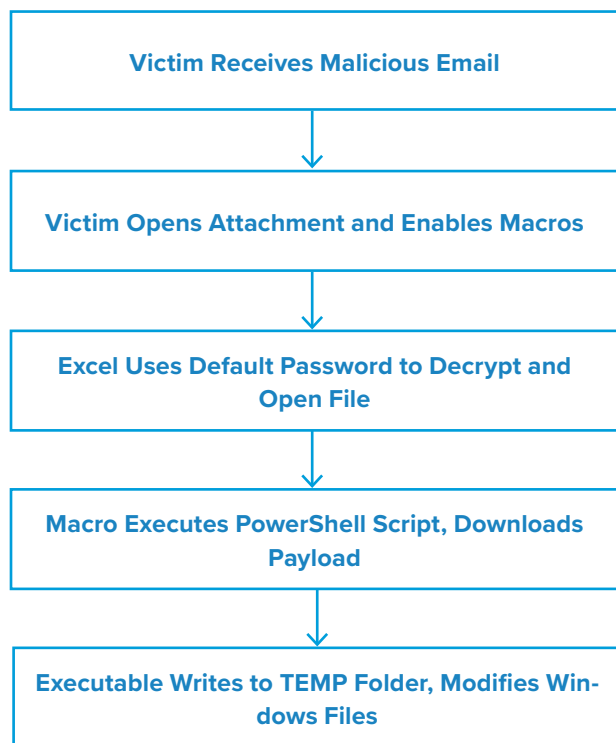 Victim Receives Malicious Email
Victim Opens Attachment and Enables Macros
Excel Uses Default Password to Decrypt and
Open File
Macro Executes PowerShell Script, Downloads
Payload
Executable Writes to TEMP Folder, Modifies Win-
dows Files